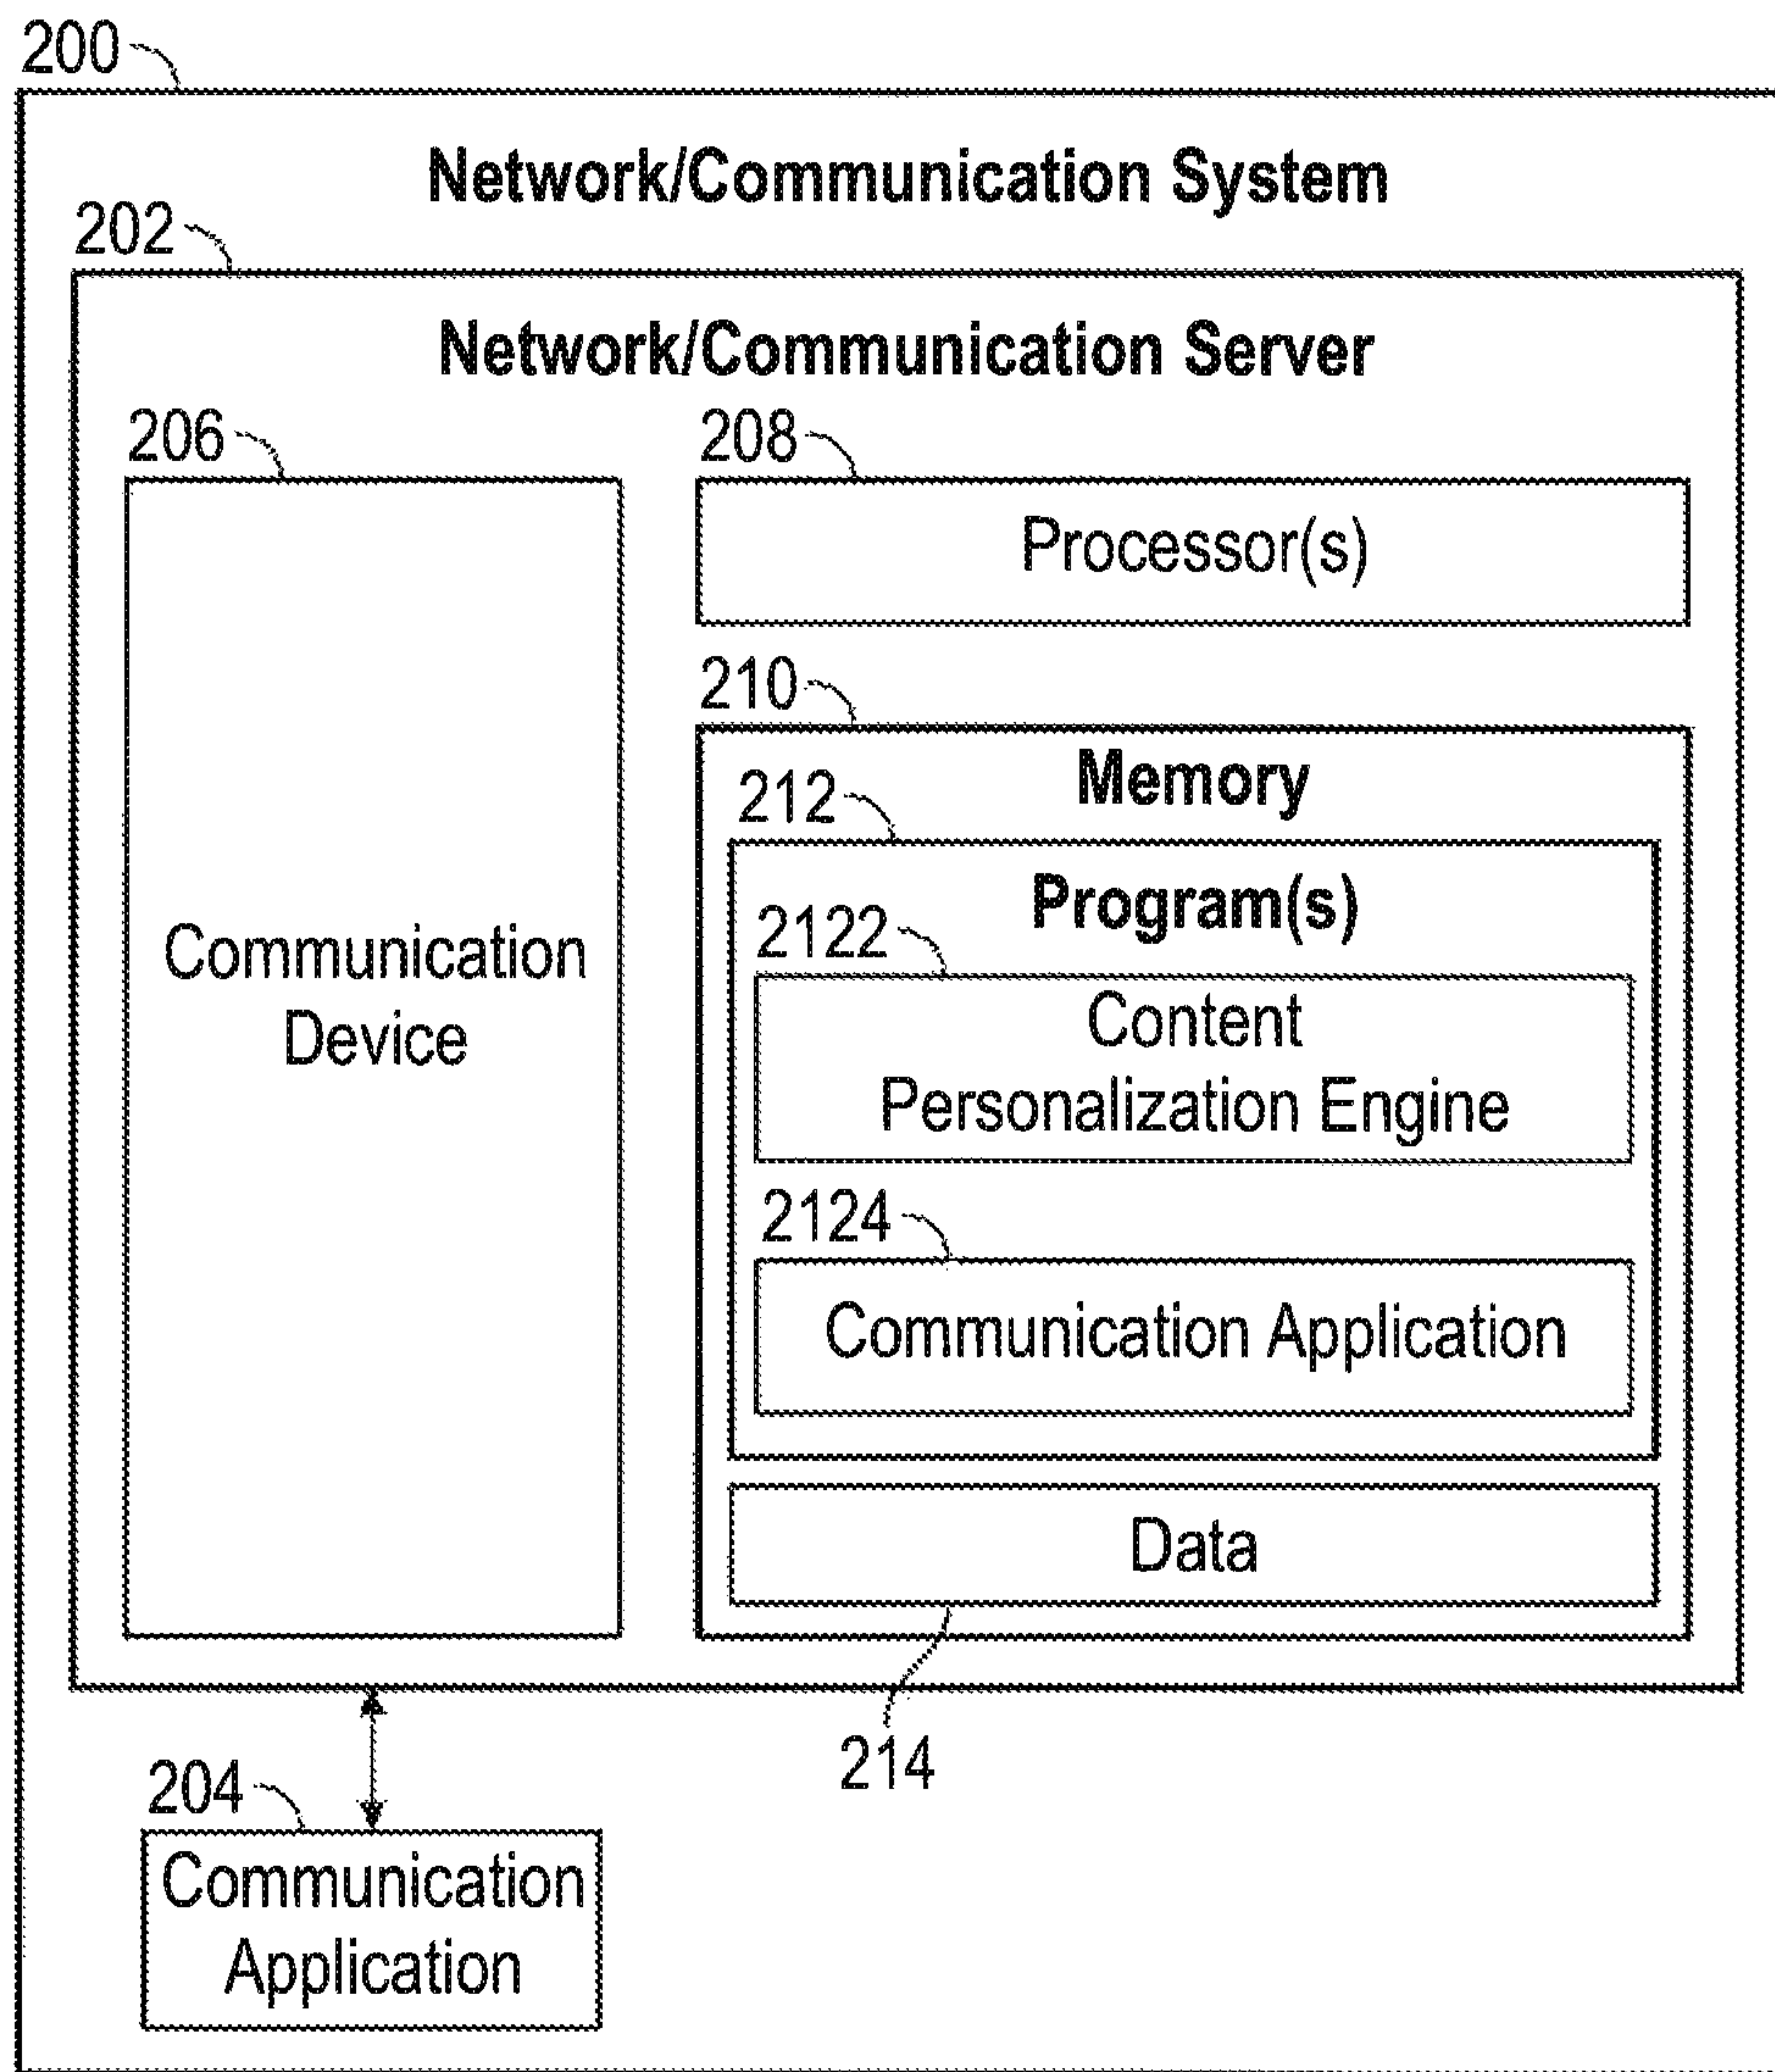 200
Network/Communication System
202
Network/Communication Server
206
208
Communication
Device
Processor(s)
210
Memory
212
Program(s)
2122
Content
Personalization Engine
2124
Communication Application
Data
214
204
Communication
Application